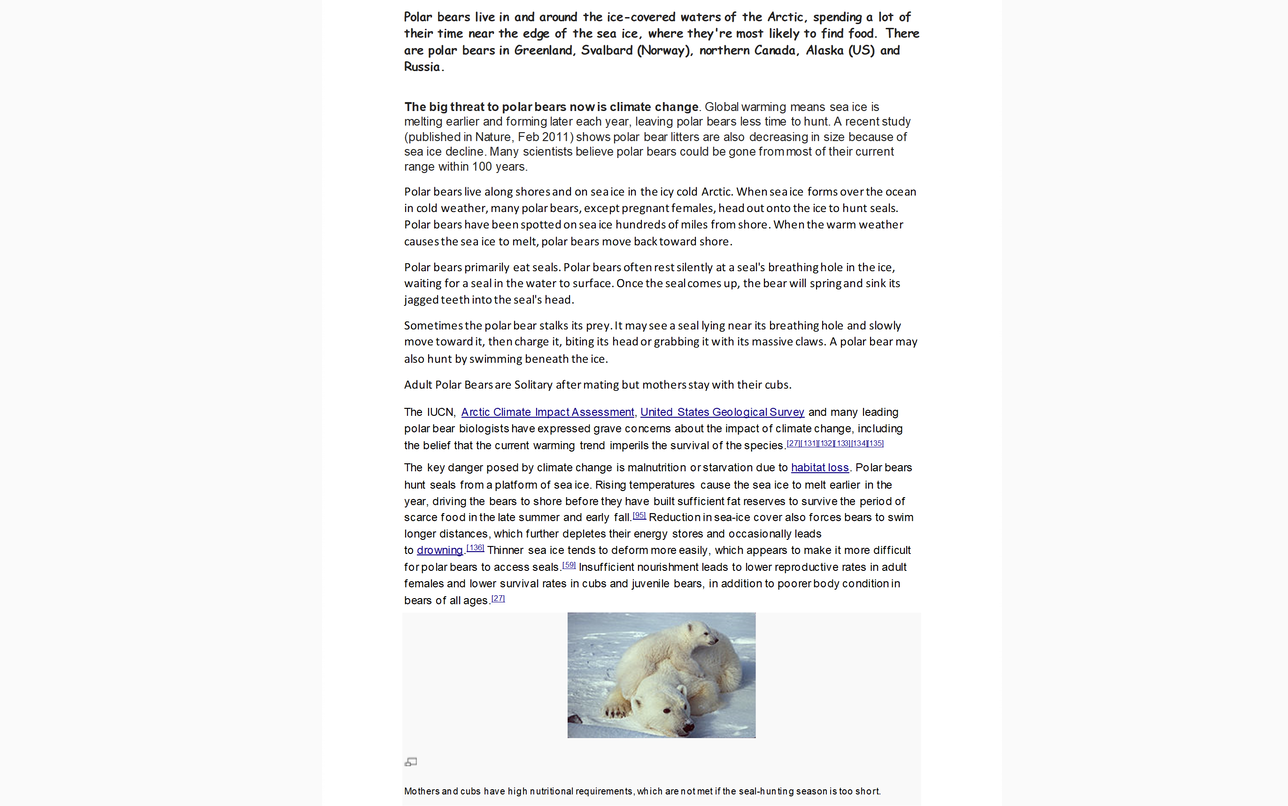 Polar bears live in and around the ice-covered waters of the Arctic, spending a lot of
their time near the edge of the sea ice, where they're most likely to find food. There
are polar bears in Greenland, Svalbard (Norway), northern Canada, Alaska (US) and
Russia.
The big threat to polar bears now is climate change. Global warming means sea ice is
melting earlier and forming later each year, leaving polar bears less time to hunt. A recent study
(published in Nature, Feb 2011) shows polar bear litters are also decreasing in size because of
sea ice decline. Many scientists believe polar bears could be gone from most of their current
range within 100 years.
Polar bears live along shores and on sea ice in the icy cold Arctic. When sea ice forms over the ocean
in cold weather, many polar bears, except pregnant females, head out onto the ice to hunt seals.
Polar bears have been spotted on sea ice hundreds of miles from shore. When the warm weather
causes the sea ice to melt, polar bears move back toward shore.
Polar bears primarily eat seals. Polar bears often rest silently at a seal's breathing hole in the ice,
waiting for a seal in the water to surface. Once the seal comes up, the bear will spring and sink its
jagged teeth into the seal's head.
Sometimes the polar bear stalks its prey. It may see a seal lying near its breathing hole and slowly
move toward it, then charge it, biting its head or grabbing it with its massive claws. A polar bear may
also hunt by swimming beneath the ice.
Adult Polar Bears are Solitary after mating but mothers stay with their cubs.
The IUCN, Arctic Climate Impact Assessment, United States Geological Survey and many leading
polar bear biologists have expressed grave concerns about the impact of climate change, including
the belief that the current warming trend imperils the survival of the species.[27][131][132][133][134][135]
The key danger posed by climate change is malnutrition or starvation due to habitat loss. Polar bears
hunt seals from a platform of sea ice. Rising temperatures cause the sea ice to melt earlier in the
year, driving the bears to shore before they have built sufficient fat reserves to survive the period of
scarce food in the late summer and early fall.[95] Reduction in sea-ice cover also forces bears to swim
longer distances, which further depletes their energy stores and occasionally leads
to drowning.[136] Thinner sea ice tends to deform more easily, which appears to make it more difficult
for polar bears to access seals.[59] Insufficient nourishment leads to lower reproductive rates in adult
females and lower survival rates in cubs and juvenile bears, in addition to poorer body condition in
bears of all ages.[27]
Mothers and cubs have high nutritional requirements, which are not met if the seal-hunting season is too short.